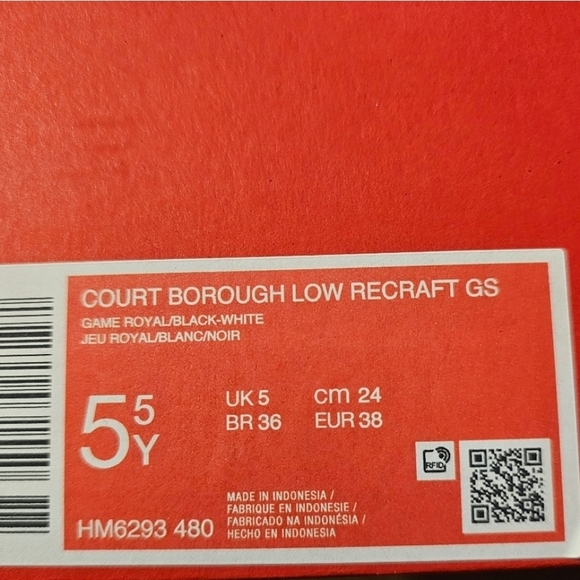 COURT BOROUGH LOW RECRAFT GS
GAME ROYAL/BLACK-WHITE
JEU ROYAL/BLANC/NOIR
5 5 Y
UK 5 cm 24
BR 36 EUR 38
RFID
MADE IN INDONESIA /
FABRIQUE EN INDONESIE /
FABRICADO NA INDONÉSIA /
HECHO EN INDONESIA
HM6293 480